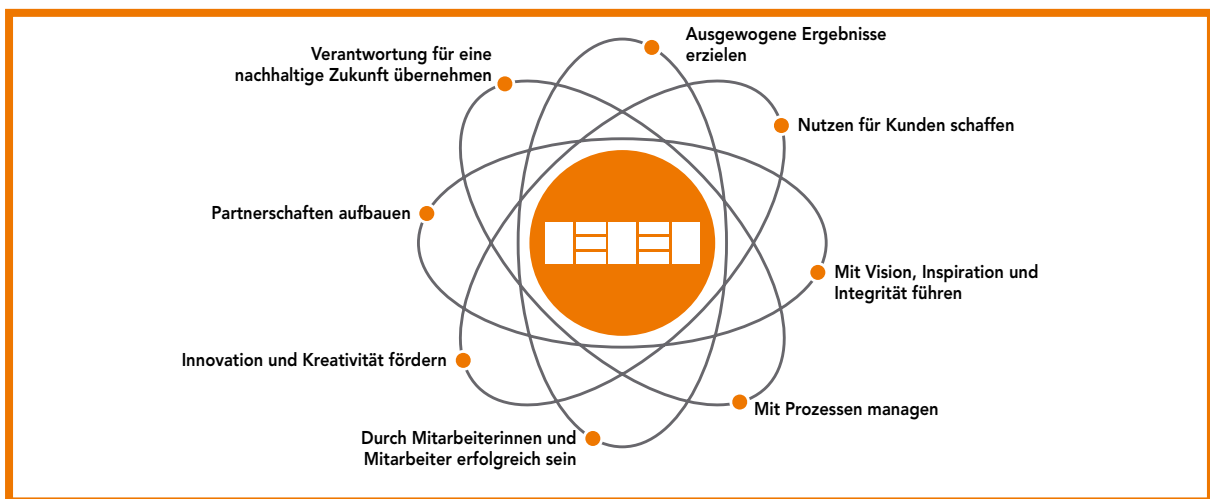 Ausgewogene Ergebnisse
erzielen
Nutzen für Kunden schaffen
Mit Vision, Inspiration und
Integrität führen
Mit Prozessen managen
Durch Mitarbeiterinnen und
Mitarbeiter erfolgreich sein
Innovation und Kreativität fördern
Partnerschaften aufbauen
Verantwortung für eine
nachhaltige Zukunft übernehmen